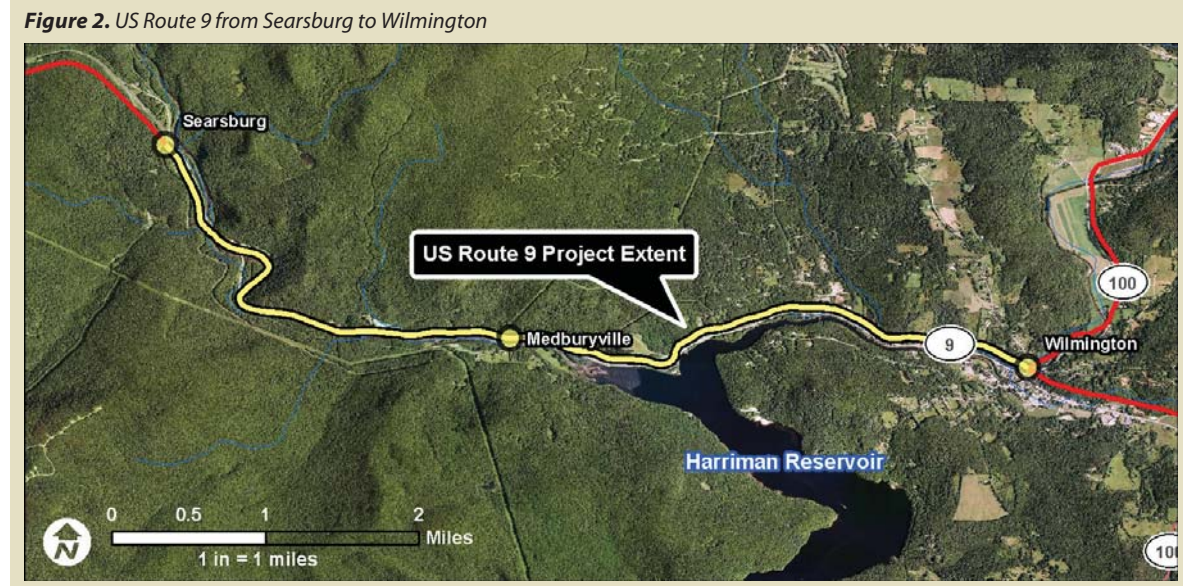 Figure 2. US Route 9 from Searsburg to Wilmington
Searsburg
US Route 9 Project Extent
100
Medburyville
9
Wilmington
Harriman Reservoir
0 0.5 1 2
Miles
1 in = 1 miles
N